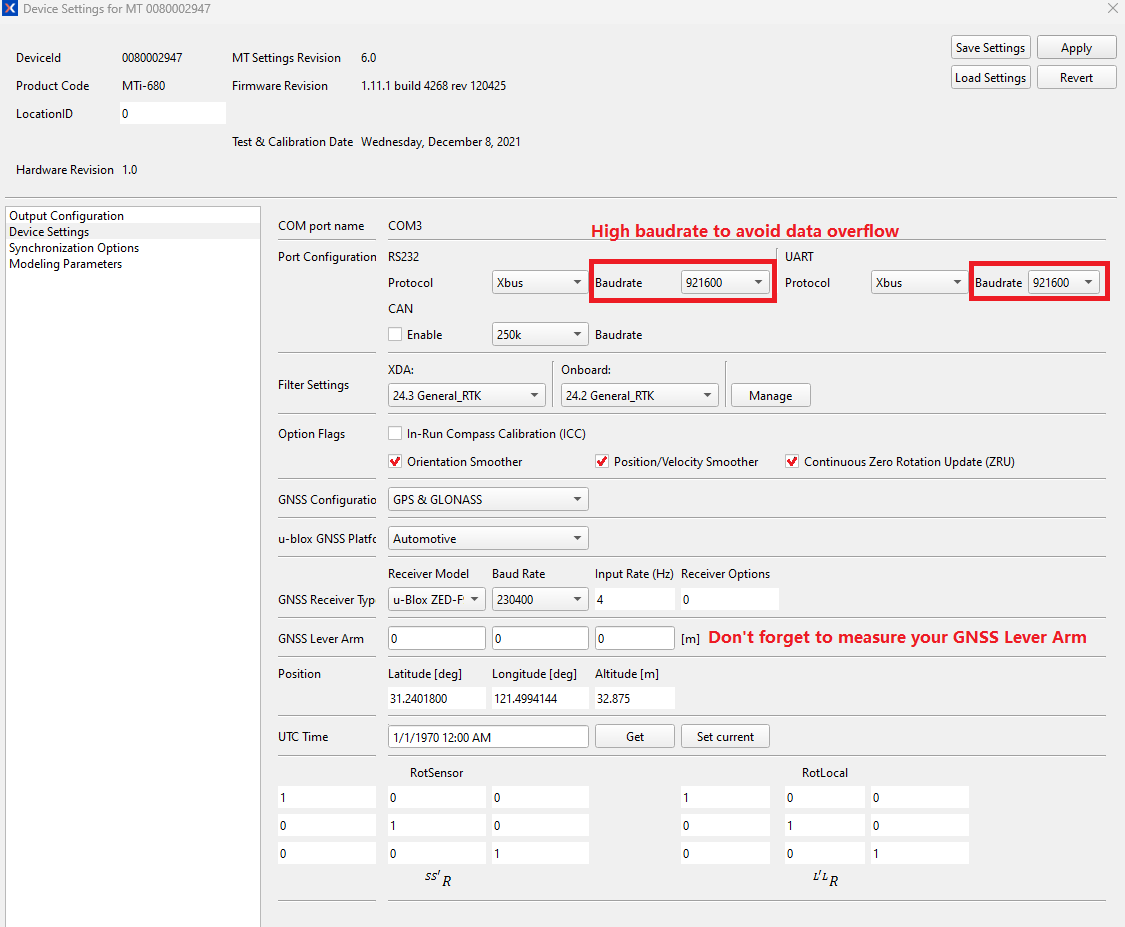 Device Settings for MT 0080002947
Save Settings Apply
DeviceId 0080002947 MT Settings Revision 6.0
Load Settings Revert
Product Code MTi-680 Firmware Revision 1.11.1 build 4268 rev 120425
LocationID 0
Test & Calibration Date Wednesday, December 8, 2021
Hardware Revision 1.0
Output Configuration
Device Settings
Synchronization Options
Modeling Parameters
COM port name COM3
High baudrate to avoid data overflow
Port Configuration RS232 UART
Protocol Xbus Baudrate 921600 Protocol Xbus Baudrate 921600
CAN
Enable 250k Baudrate
XDA: Onboard:
Filter Settings
24.3 General_RTK 24.2 General_RTK Manage
Option Flags In-Run Compass Calibration (ICC)
Orientation Smoother Position/Velocity Smoother Continuous Zero Rotation Update (ZRU)
GNSS Configuratio GPS & GLONASS
u-blox GNSS Platfc Automotive
Receiver Model Baud Rate Input Rate (Hz) Receiver Options
GNSS Receiver Typ u-Blox ZED-F 230400 4 0
GNSS Lever Arm 0 0 0 [m] Don't forget to measure your GNSS Lever Arm
Position Latitude [deg] Longitude [deg] Altitude [m]
31.2401800 121.4994144 32.875
UTC Time 1/1/1970 12:00 AM Get Set current
RotSensor RotLocal
1 0 0 1 0 0
0 1 0 0 1 0
0 0 1 0 0 1
SS' R L'L R